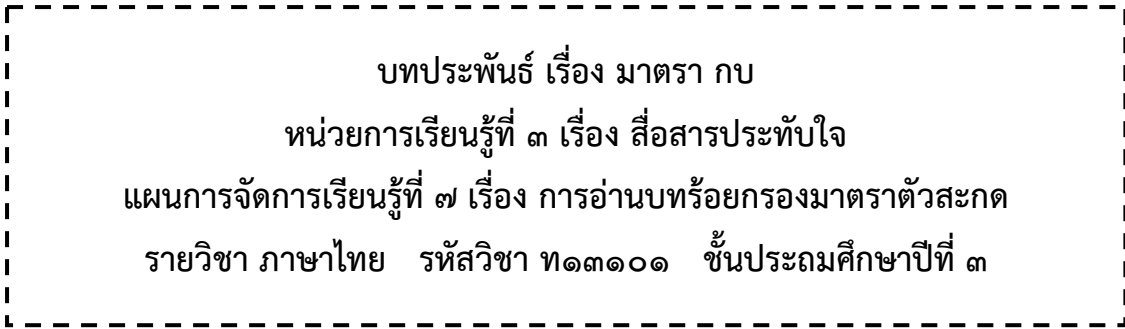 บทประพันธ์ เรื่อง มาตรา กบ
หน่วยการเรียนรู้ที่ ๓ เรื่อง สื่อสารประทับใจ
แผนการจัดการเรียนรู้ที่ ๗ เรื่อง การอ่านบทร้อยกรองมาตราตัวสะกด
รายวิชา ภาษาไทย รหัสวิชา ท๑๓๑๐๑ ชั้นประถมศึกษาปีที่ ๓